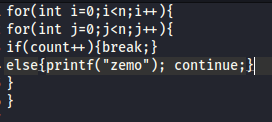 for(int i=0;i<n;i++){
for(int j=0;j<n;j++){
if(count++){break;}
else{printf("zemo"); continue;}
}
}